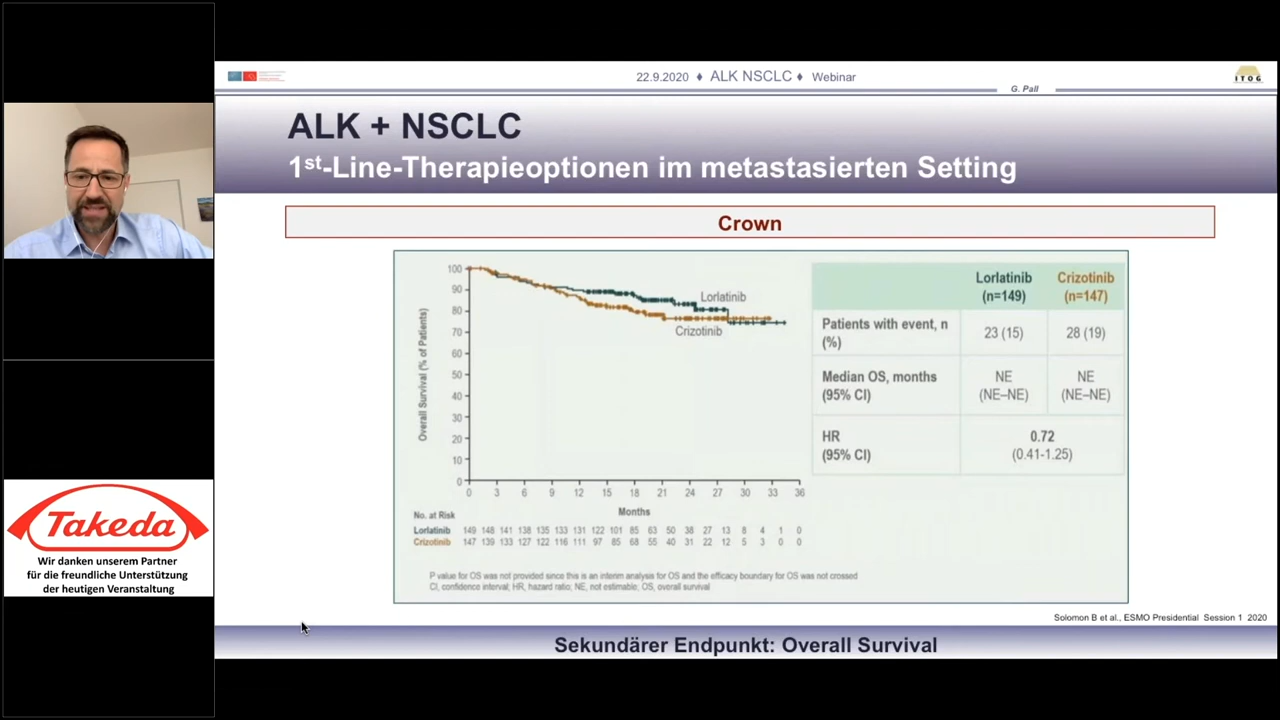 22.9.2020 ♦ ALK NSCLC ♦ Webinar
G. Pall
ITOG
ALK + NSCLC
1st-Line-Therapieoptionen im metastasierten Setting
Crown
Overall Survival (% of Patients)
100
90
80
70
60
50
40
30
20
10
0
Lorlatinib
Crizotinib
0 3 6 9 12 15 18 21 24 27 30 33 36
Months
No. at Risk
Lorlatinib 149 148 141 138 135 133 131 122 101 85 63 50 38 27 13 8 4 1 0
Crizotinib 147 139 133 127 122 116 111 97 85 68 55 40 31 22 12 5 3 0 0
Lorlatinib Crizotinib
(n=149) (n=147)
Patients with event, n
(%)
23 (15) 28 (19)
Median OS, months NE NE
(95% CI) (NE–NE) (NE–NE)
HR 0.72
(95% CI) (0.41-1.25)
P value for OS was not provided since this is an interim analysis for OS and the efficacy boundary for OS was not crossed
CI, confidence interval; HR, hazard ratio; NE, not estimable; OS, overall survival
Solomon B et al., ESMO Presidential Session 1 2020
Sekundärer Endpunkt: Overall Survival
Takeda
Wir danken unserem Partner
für die freundliche Unterstützung
der heutigen Veranstaltung